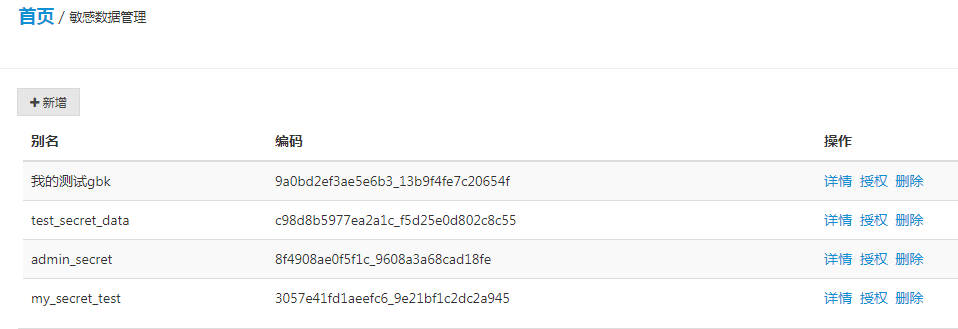 首页 / 敏感数据管理
新增
别名 编码 操作
我的测试gbk 9a0bd2ef3ae5e6b3_13b9f4fe7c20654f 详情 授权 删除
test_secret_data c98d8b5977ea2a1c_f5d25e0d802c8c55 详情 授权 删除
admin_secret 8f4908ae0f5f1c_9608a3a68cad18fe 详情 授权 删除
my_secret_test 3057e41fd1aeefc6_9e21bf1c2dc2a945 详情 授权 删除